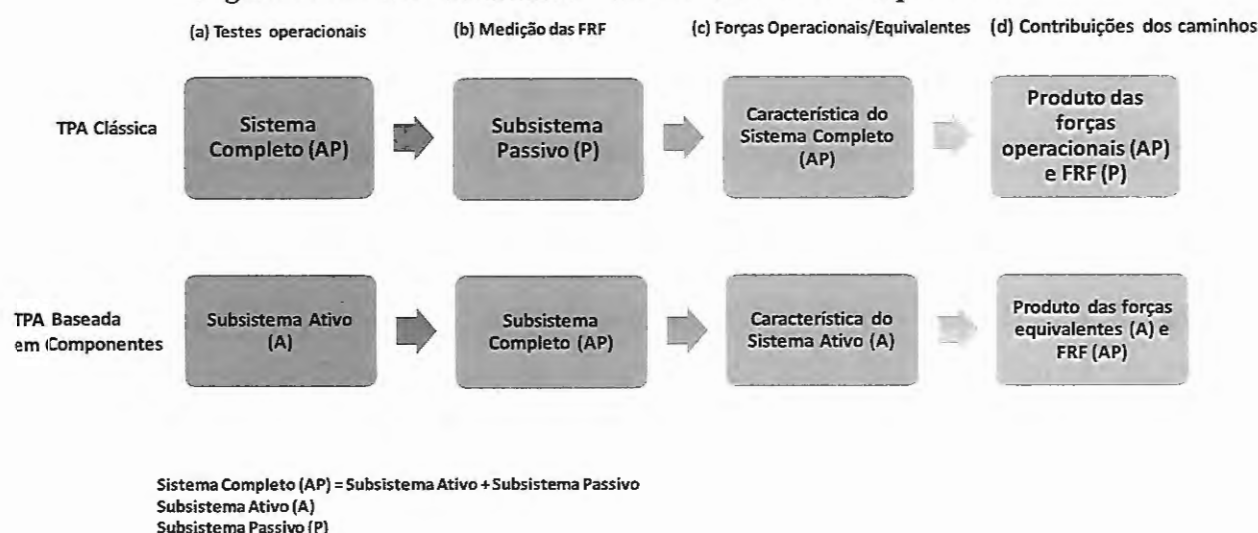 (a) Testes operacionais
(b) Medição das FRF
(c) Forças Operacionais/Equivalentes
(d) Contribuições dos caminhos
TPA Clássica
Sistema
Completo (AP)
Subsistema
Passivo (P)
Característica do
Sistema Completo
(AP)
Produto das
forças
operacionais (AP)
e FRF (P)
TPA Baseada
em Componentes
Subsistema Ativo
(A)
Subsistema
Completo (AP)
Característica do
Sistema Ativo (A)
Produto das forças
equivalentes (A) e
FRF (AP)
Sistema Completo (AP) = Subsistema Ativo + Subsistema Passivo
Subsistema Ativo (A)
Subsistema Passivo (P)